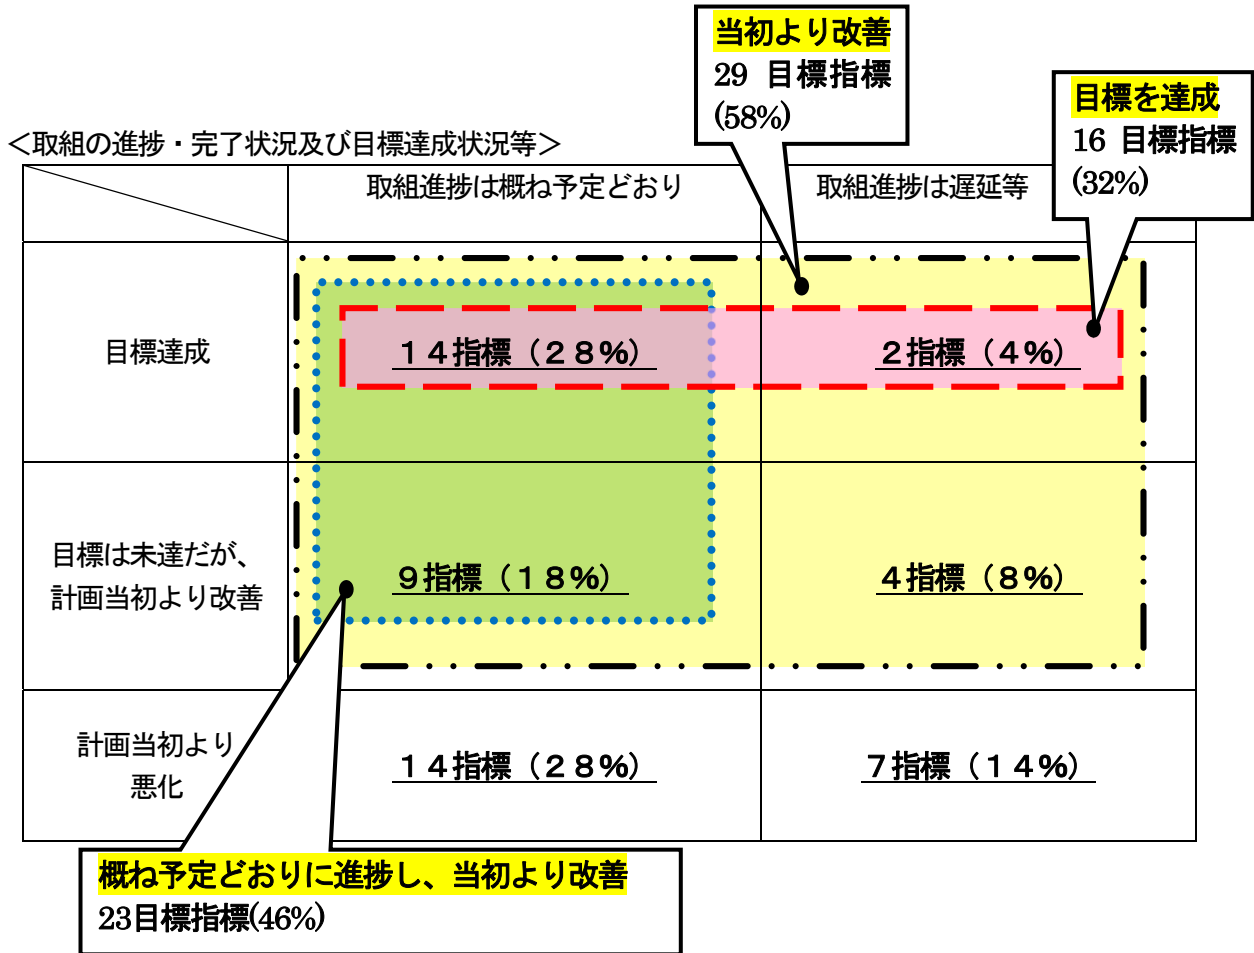 当初より改善
29 目標指標
(58%)
目標を達成
16 目標指標
(32%)
＜取組の進捗・完了状況及び目標達成状況等＞
取組進捗は概ね予定どおり
取組進捗は遅延等
目標達成
１４指標（２８％）
２指標（４％）
目標は未達だが、
計画当初より改善
９指標（１８％）
４指標（８％）
計画当初より
悪化
１４指標（２８％）
７指標（１４％）
概ね予定どおりに進捗し、当初より改善
23目標指標(46%)